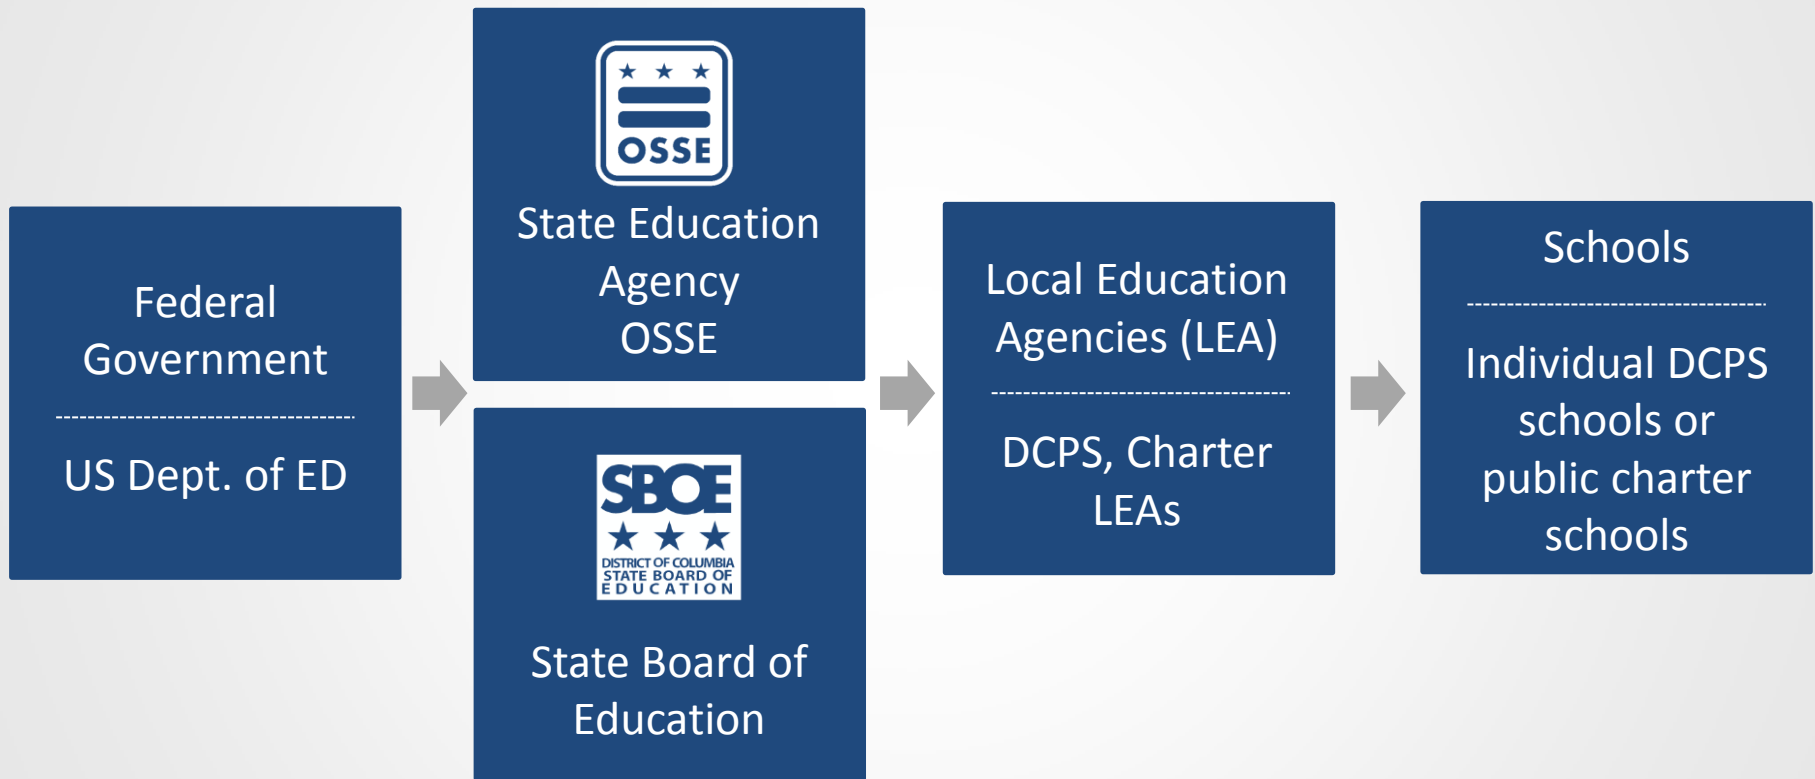 Federal
Government
US Dept. of ED
OSSE
State Education
Agency
OSSE
SBOE
DISTRICT OF COLUMBIA
STATE BOARD OF
EDUCATION
State Board of
Education
Local Education
Agencies (LEA)
DCPS, Charter
LEAs
Schools
Individual DCPS
schools or
public charter
schools